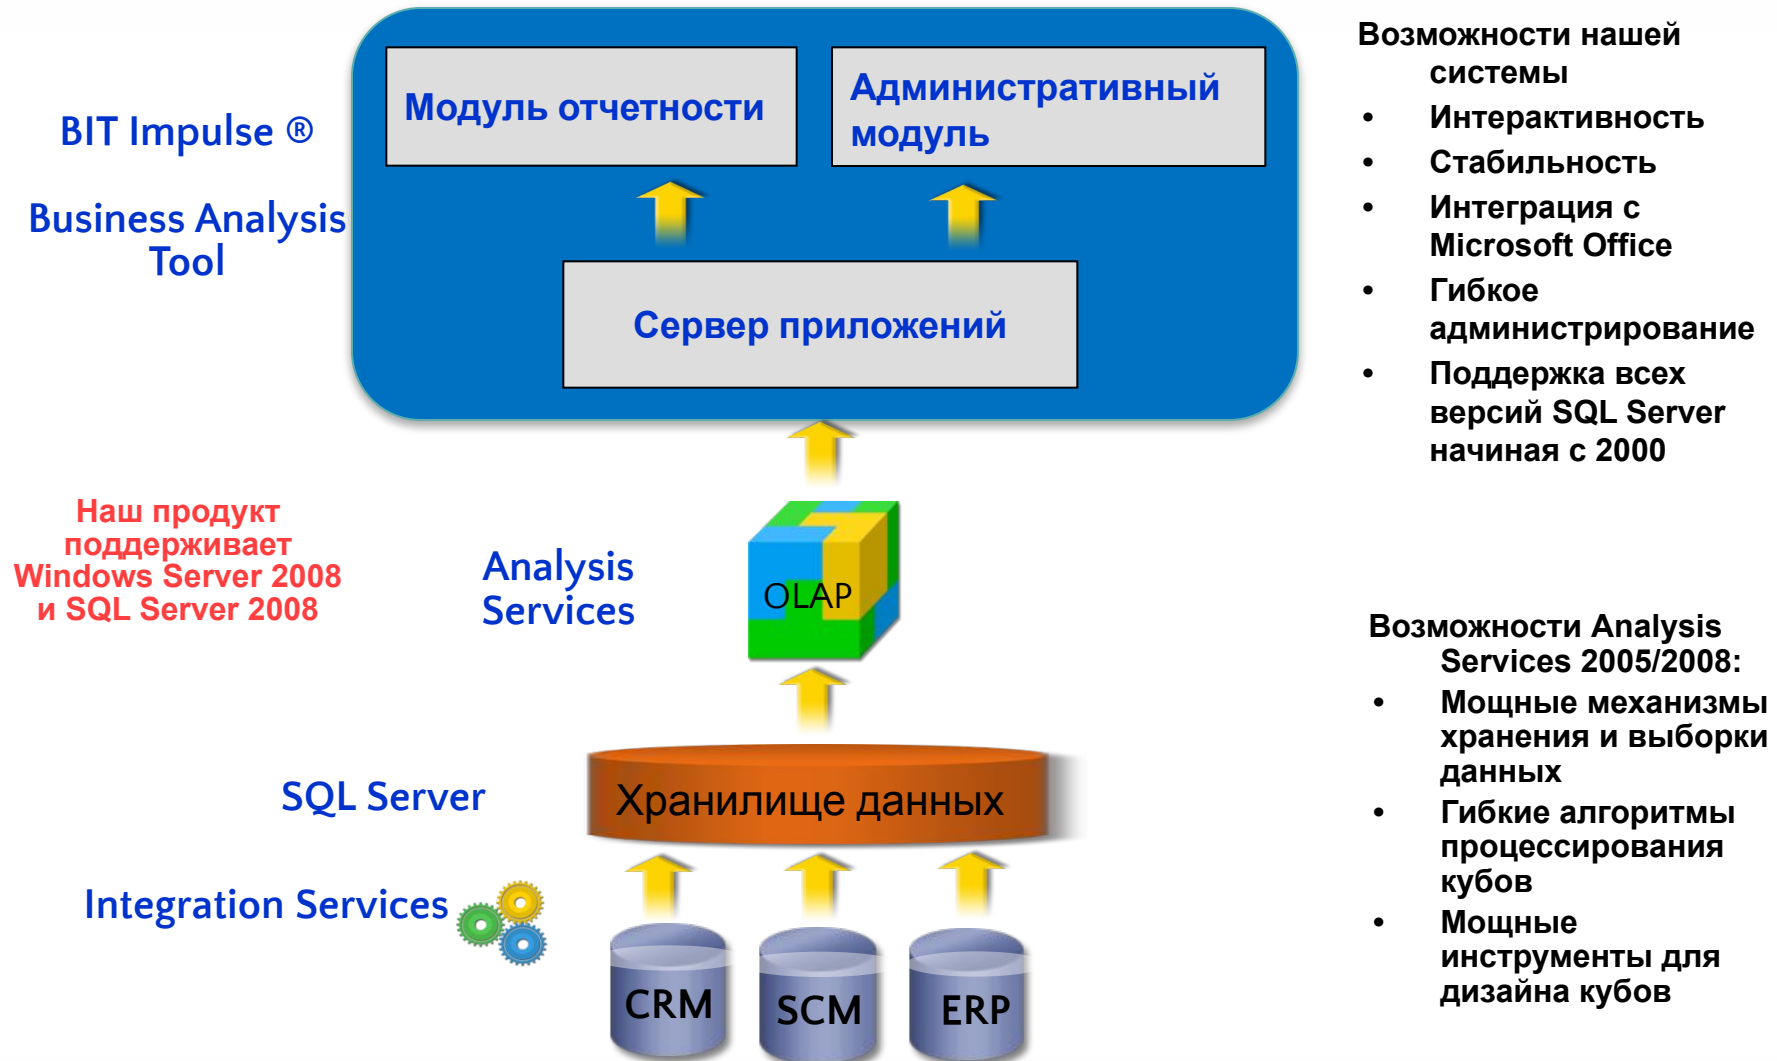 BIT Impulse ®
Business Analysis
Tool
Модуль отчетности
Административный
модуль
Сервер приложений
Возможности нашей
системы
• Интерактивность
• Стабильность
• Интеграция с
Microsoft Office
• Гибкое
администрирование
• Поддержка всех
версий SQL Server
начиная с 2000
Наш продукт
поддерживает
Windows Server 2008
и SQL Server 2008
Analysis
Services
OLAP
Возможности Analysis
Services 2005/2008:
• Мощные механизмы
хранения и выборки
данных
• Гибкие алгоритмы
процессирования
кубов
• Мощные
инструменты для
дизайна кубов
SQL Server
Хранилище данных
Integration Services
CRM
SCM
ERP